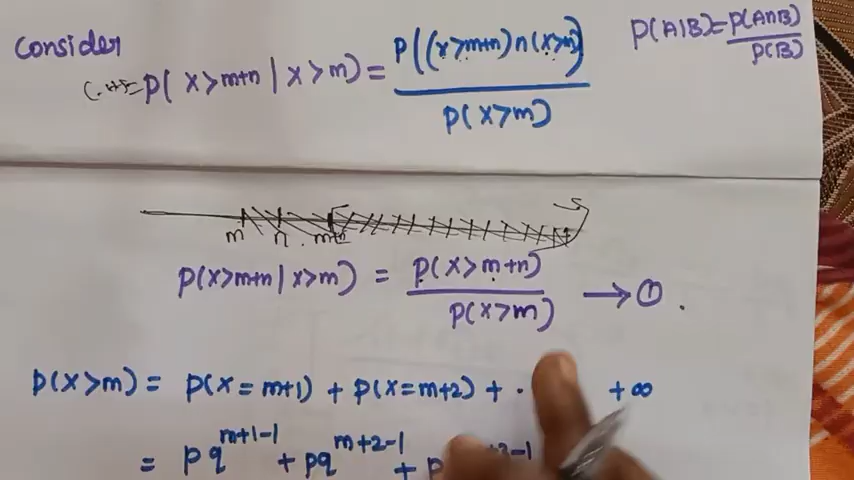 Consider
P(A|B)=P(A∩B)/P(B)
P(X>m+n | X>m) = P((X>m+n)∩(X>m))/P(X>m)
m n m+n
P(X>m+n | X>m) = P(X>m+n)/P(X>m) → ①.
P(X>m) = P(X=m+1) + P(X=m+2) + · +∞
= pq^{m+1-1} + pq^{m+2-1} + p